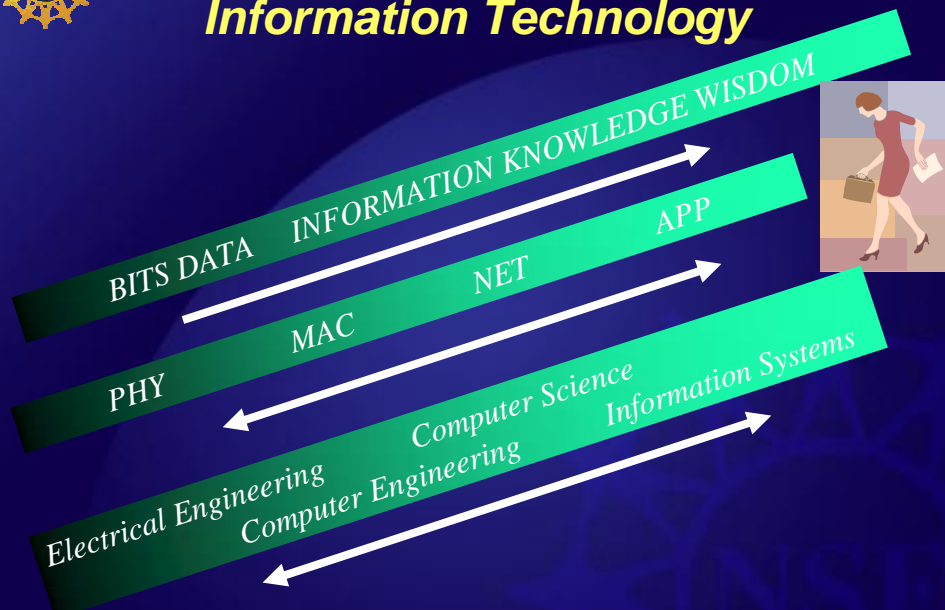 Information Technology
BITS DATA INFORMATION KNOWLEDGE WISDOM
PHY MAC NET APP
Electrical Engineering Computer Science
Computer Engineering Information Systems
NSF